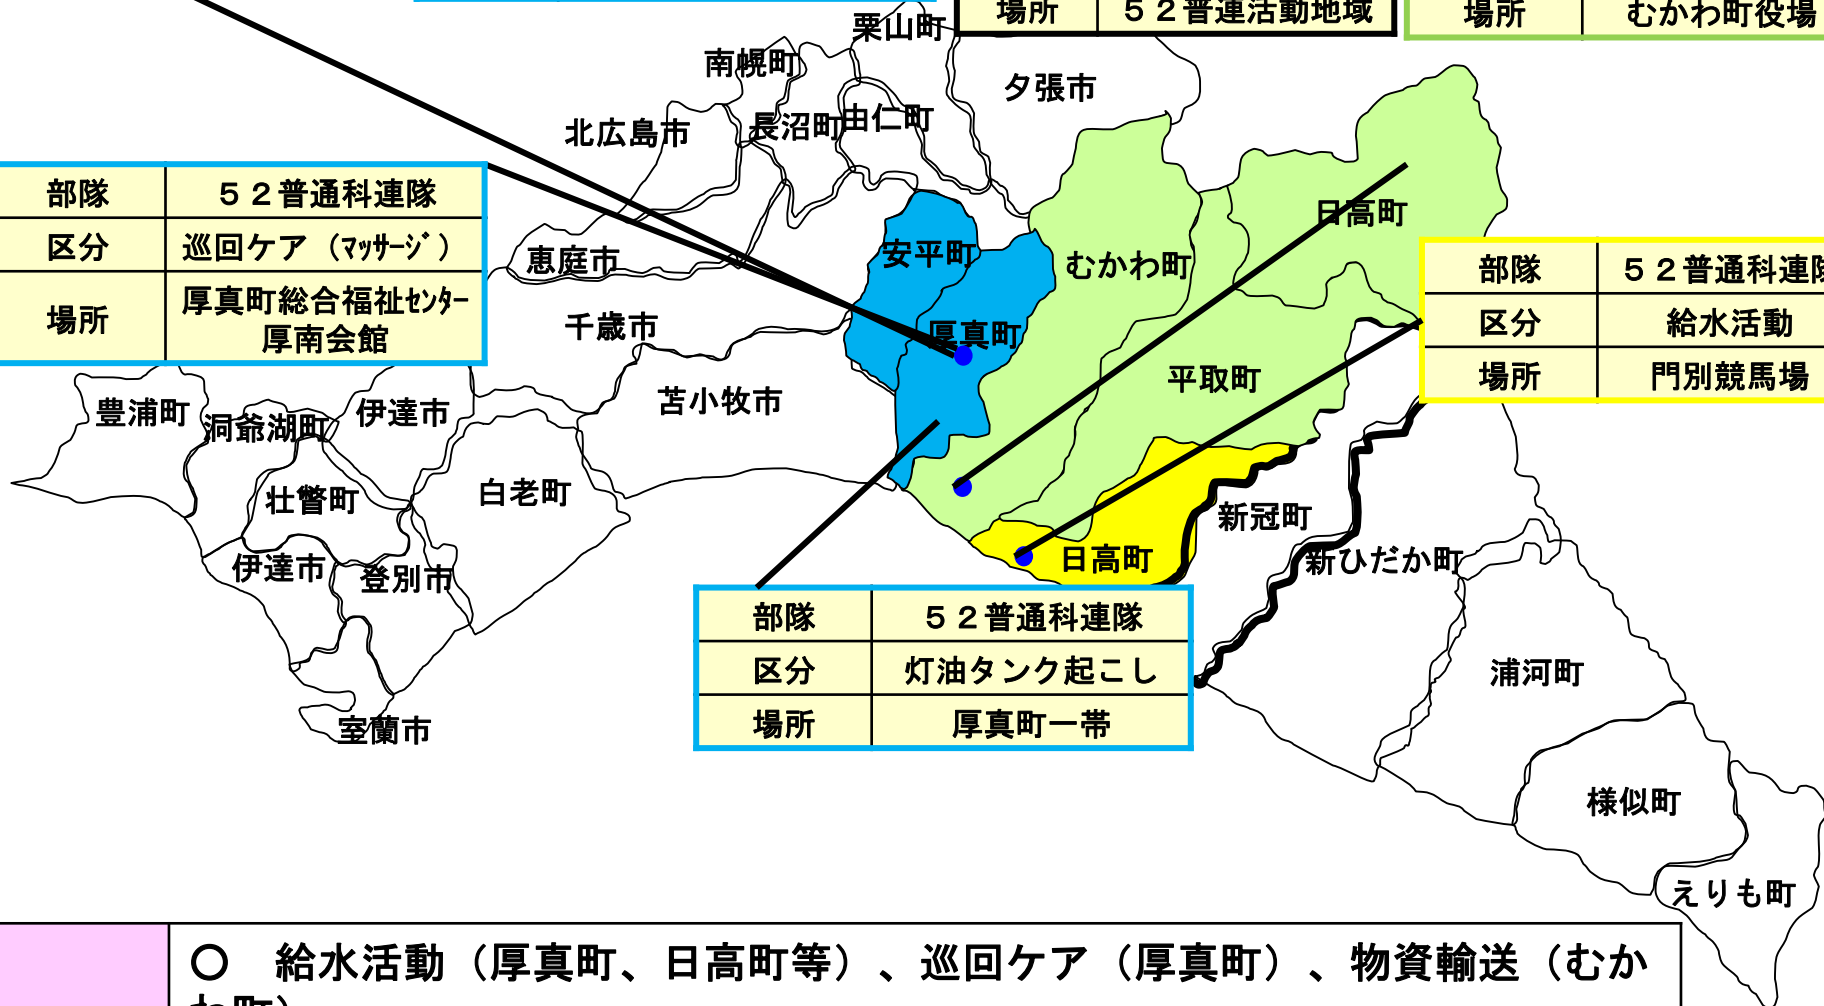 場所 ５２普連活動地域
場所 むかわ町役場
栗山町
南幌町
夕張市
北広島市
長沼町
由仁町
部隊 ５２普通科連隊
区分 巡回ケア（ﾏｯｻｰｼﾞ）
場所 厚真町総合福祉ｾﾝﾀｰ
厚南会館
日高町
恵庭市
安平町
むかわ町
部隊 ５２普通科連隊
区分 給水活動
場所 門別競馬場
千歳市
厚真町
平取町
苫小牧市
豊浦町
洞爺湖町
伊達市
壮瞥町
白老町
新冠町
伊達市
登別市
日高町
新ひだか町
部隊 ５２普通科連隊
区分 灯油タンク起こし
場所 厚真町一帯
浦河町
室蘭市
様似町
えりも町
○　給水活動（厚真町、日高町等）、巡回ケア（厚真町）、物資輸送（むか
わ町）